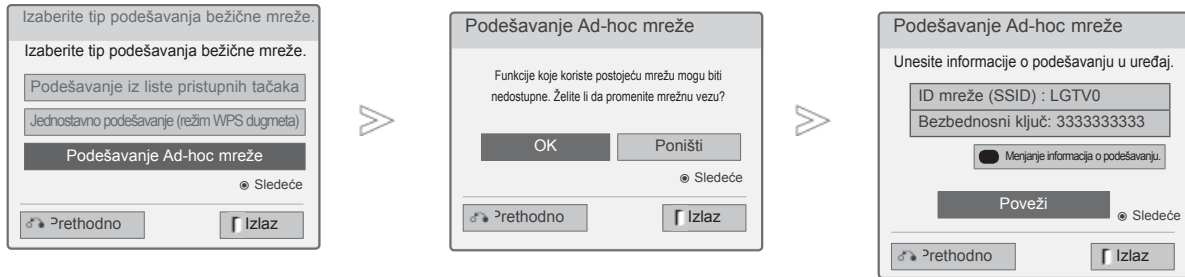 Izaberite tip podešavanja bežične mreže.
Izaberite tip podešavanja bežične mreže.
Podešavanje iz liste pristupnih tačaka
Jednostavno podešavanje (režim WPS dugmeta)
Podešavanje Ad-hoc mreže
Sledeće
Prethodno
Izlaz
Podešavanje Ad-hoc mreže
Funkcije koje koriste postojeću mrežu mogu biti
nedostupne. Želite li da promenite mrežnu vezu?
OK
Poništi
Sledeće
Prethodno
Izlaz
Podešavanje Ad-hoc mreže
Unesite informacije o podešavanju u uređaj.
ID mreže (SSID) : LGTV0
Bezbednosni ključ: 3333333333
Menjanje informacija o podešavanju.
Poveži
Sledeće
Prethodno
Izlaz